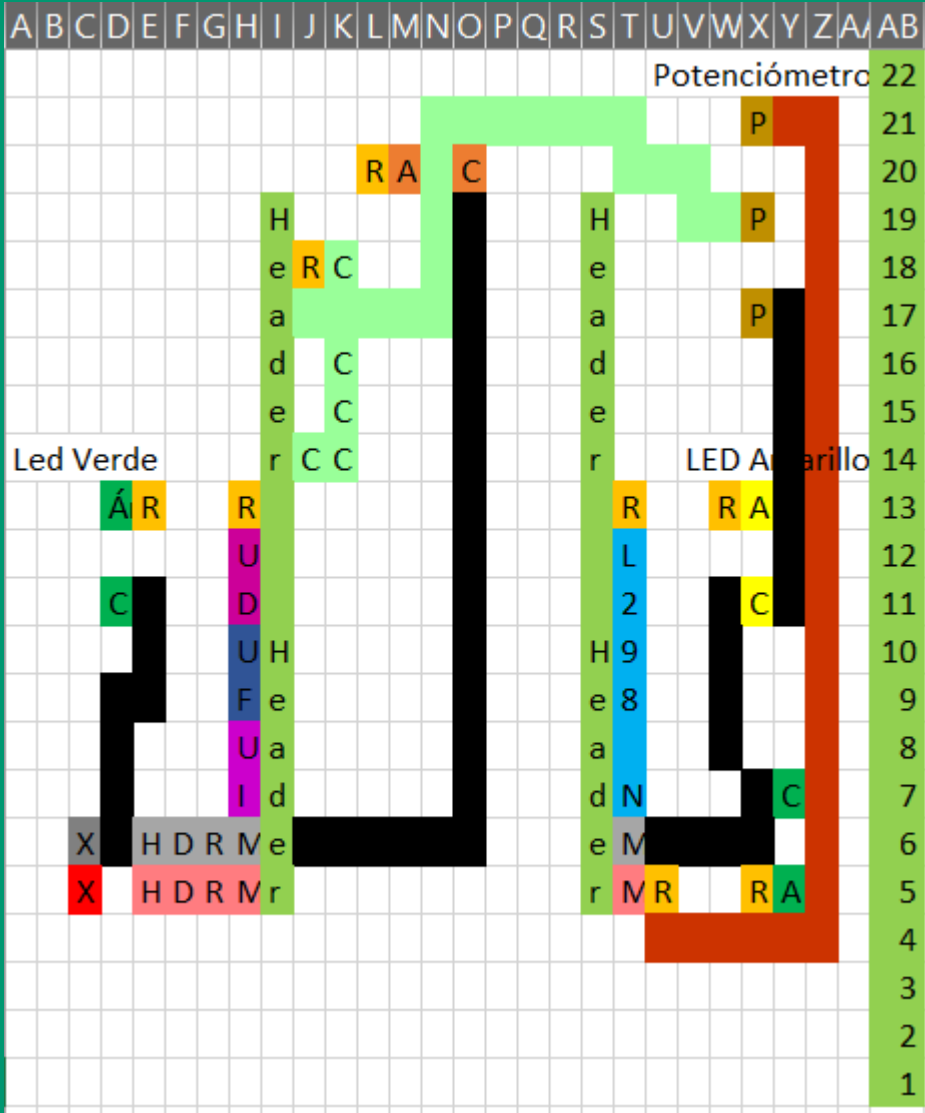 A B C D E F G H I J K L M N O P Q R S T U V W X Y Z AA AB
Potenciómetro 22
P 21
R A C 20
H H P 19
e R C e 18
a a P 17
d C d 16
e C e 15
Led Verde r C C r LED Amarillo 14
Á R R R R A 13
U L 12
C D 2 C 11
U H H 9 10
F e e 8 9
U a a 8
I d d N C 7
X H D R M e e M 6
X H D R M r r M R R A 5
4
3
2
1